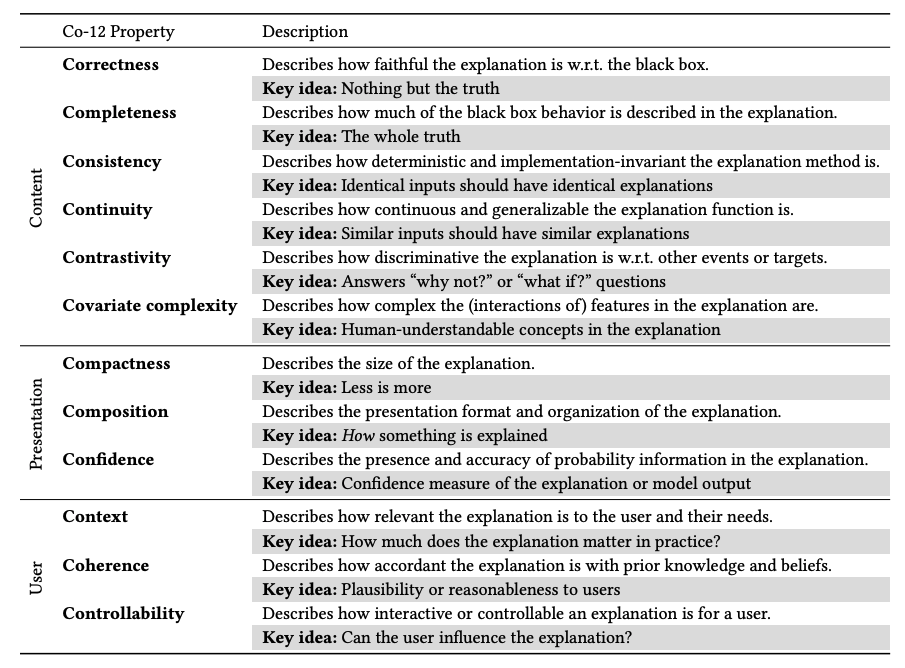 Co-12 Property Description
Content
Correctness Describes how faithful the explanation is w.r.t. the black box.
Key idea: Nothing but the truth
Completeness Describes how much of the black box behavior is described in the explanation.
Key idea: The whole truth
Consistency Describes how deterministic and implementation-invariant the explanation method is.
Key idea: Identical inputs should have identical explanations
Continuity Describes how continuous and generalizable the explanation function is.
Key idea: Similar inputs should have similar explanations
Contrastivity Describes how discriminative the explanation is w.r.t. other events or targets.
Key idea: Answers “why not?” or “what if?” questions
Covariate complexity Describes how complex the (interactions of) features in the explanation are.
Key idea: Human-understandable concepts in the explanation
Presentation
Compactness Describes the size of the explanation.
Key idea: Less is more
Composition Describes the presentation format and organization of the explanation.
Key idea: How something is explained
Confidence Describes the presence and accuracy of probability information in the explanation.
Key idea: Confidence measure of the explanation or model output
User
Context Describes how relevant the explanation is to the user and their needs.
Key idea: How much does the explanation matter in practice?
Coherence Describes how accordant the explanation is with prior knowledge and beliefs.
Key idea: Plausibility or reasonableness to users
Controllability Describes how interactive or controllable an explanation is for a user.
Key idea: Can the user influence the explanation?